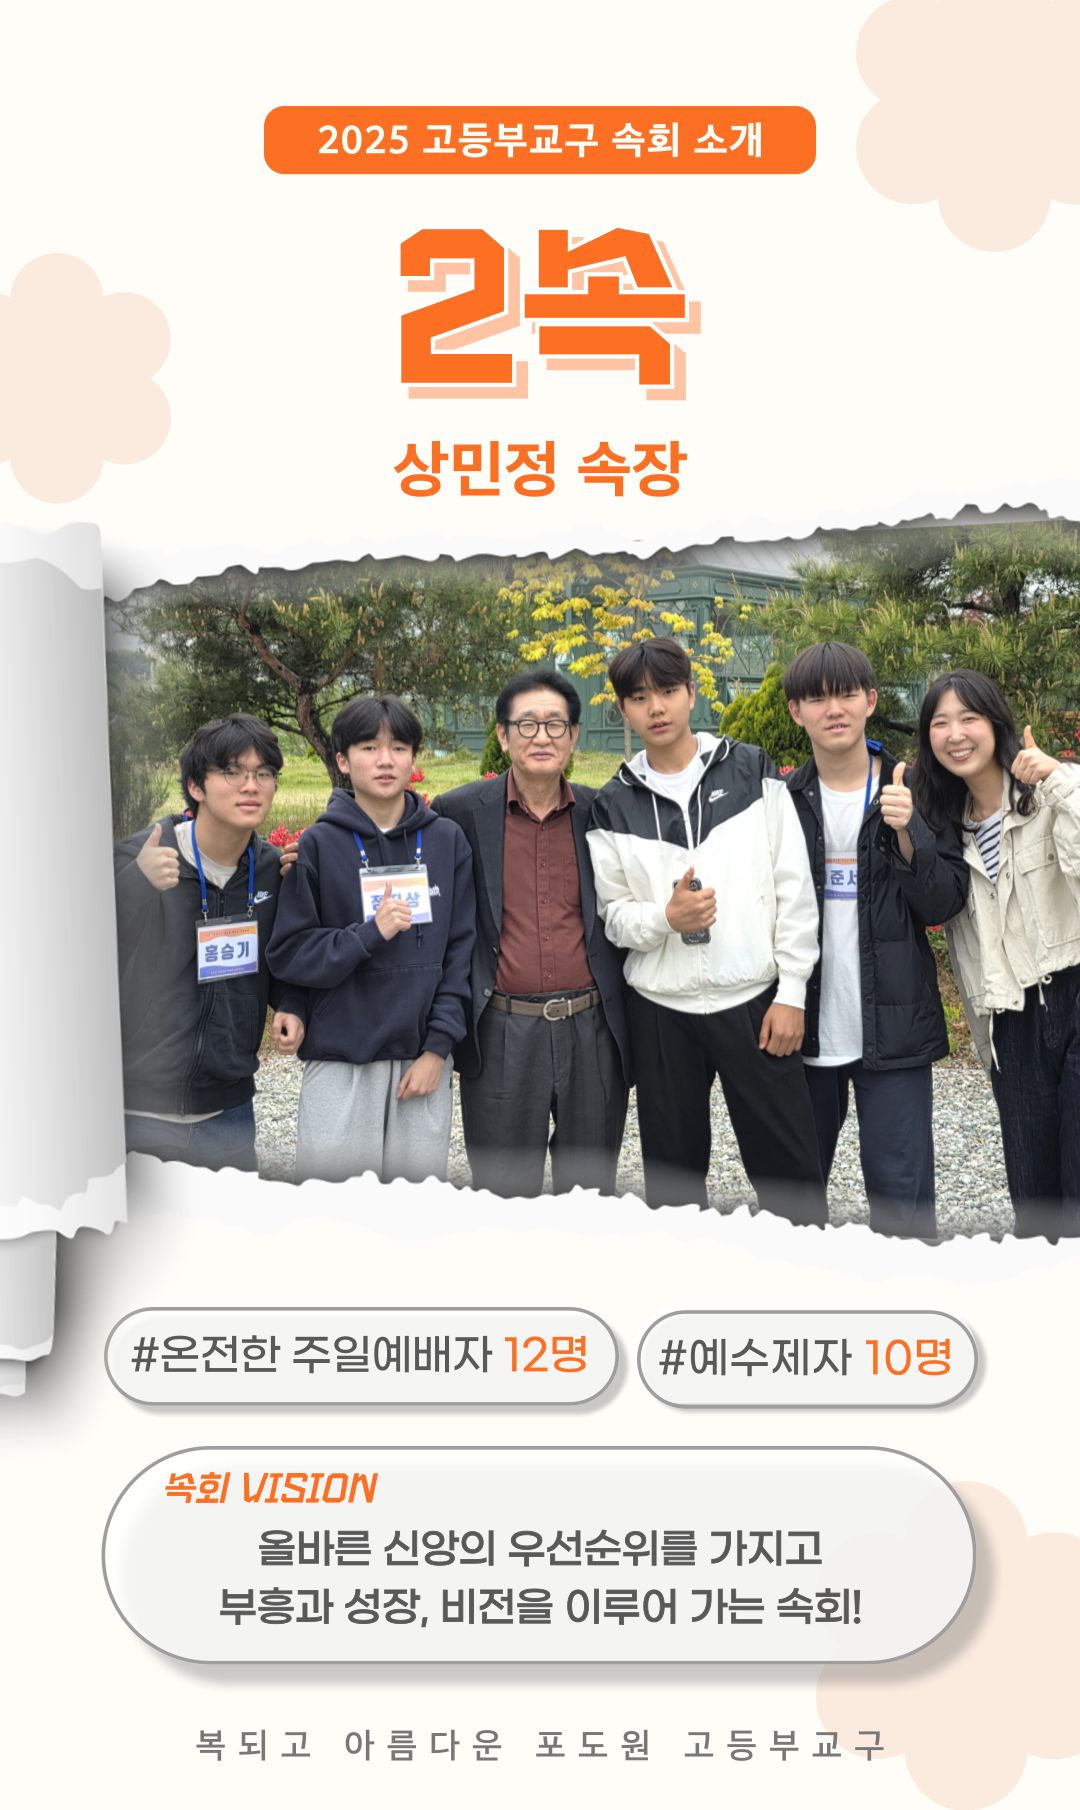 2025 고등부교구 속회 소개
2속
상민정 속장
홍승기
준서
#온전한 주일예배자 12명
#예수제자 10명
속회 VISION
올바른 신앙의 우선순위를 가지고
부흥과 성장, 비전을 이루어 가는 속회!
복되고 아름다운 포도원 고등부교구